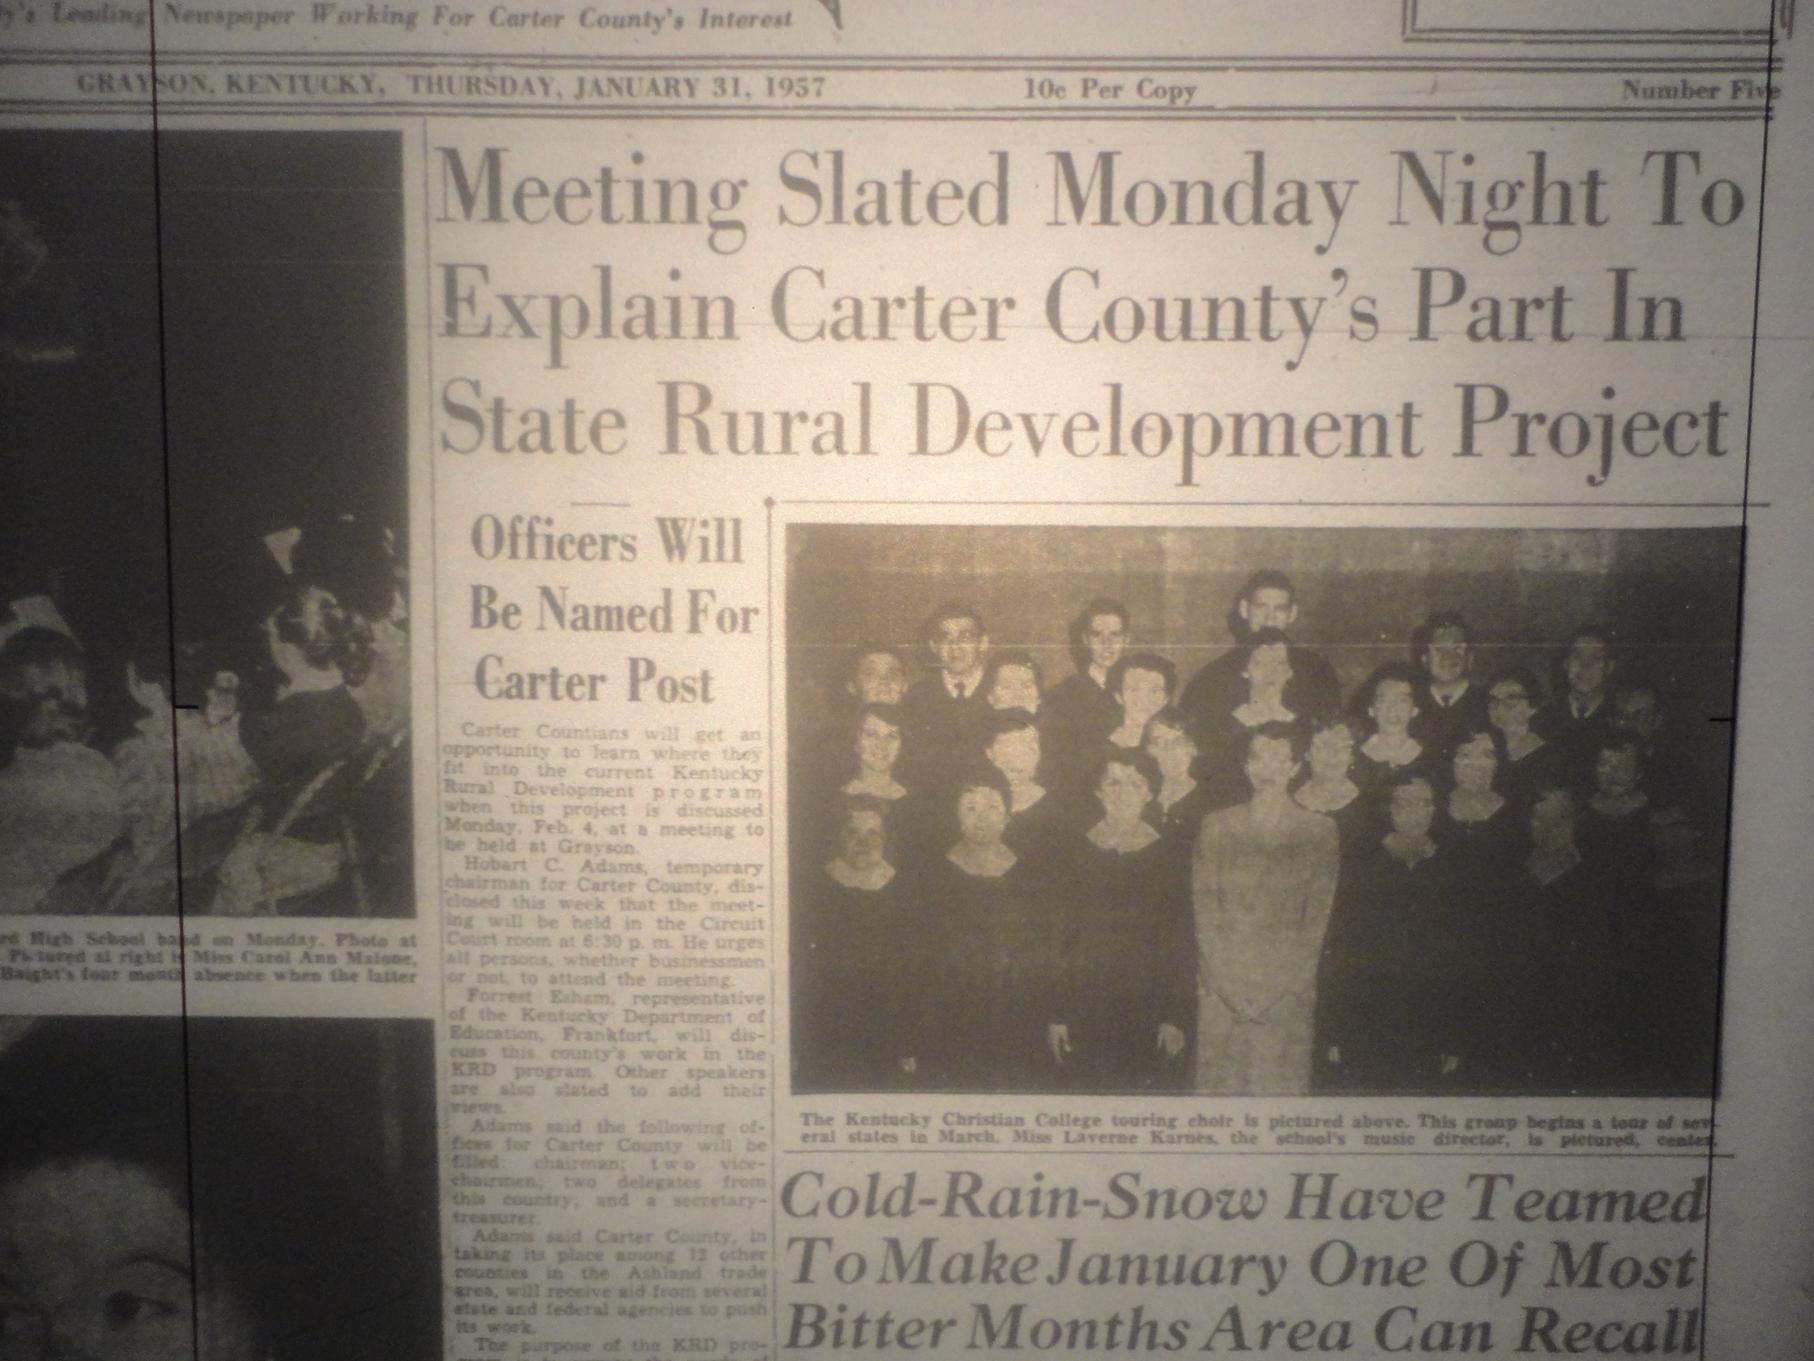 y's Leading Newspaper Working For Carter County's Interest
GRAYSON, KENTUCKY, THURSDAY, JANUARY 31, 1957 10c Per Copy Number Five
Meeting Slated Monday Night To
Explain Carter County's Part In
State Rural Development Project
Officers Will
Be Named For
Carter Post
Carter Countians will get an
opportunity to learn where they
fit into the current Kentucky
Rural Development program
when this project is discussed
Monday, Feb. 4, at a meeting to
be held at Grayson.
Hobart C. Adams, temporary
chairman for Carter County, dis-
closed this week that the meet-
ing will be held in the Circuit
Court room at 6:30 p. m. He urges
all persons, whether businessmen
or not, to attend the meeting.
Forrest Esham, representative
of the Kentucky Department of
Education, Frankfort, will dis-
cuss this county's work in the
KRD program. Other speakers
are also slated to add their
views.
Adams said the following of-
fices for Carter County will be
filled: chairman; two vice-
chairmen; two delegates from
this country; and a secretary-
treasurer.
Adams said Carter County, in
taking its place among 12 other
counties in the Ashland trade
area, will receive aid from several
state and federal agencies to push
its work.
The purpose of the KRD pro-
rd High School band on Monday. Photo at
Pictured at right is Miss Carol Ann Malone,
Haight's four month absence when the latter
The Kentucky Christian College touring choir is pictured above. This group begins a tour of sev-
eral states in March. Miss Laverne Karnes, the school's music director, is pictured, center.
Cold-Rain-Snow Have Teamed
To Make January One Of Most
Bitter Months Area Can Recall